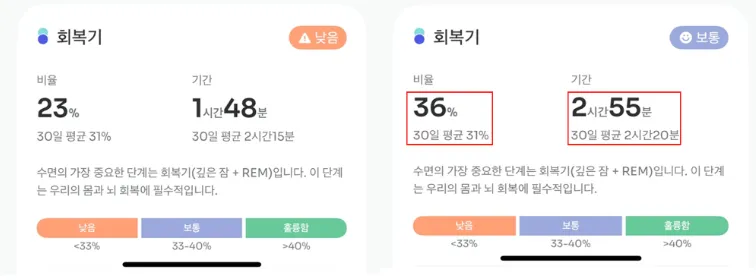 회복기
낮음
비율
기간
23%
1시간48분
30일 평균 31%
30일 평균 2시간15분
수면의 가장 중요한 단계는 회복기(깊은 잠 + REM)입니다. 이 단계
는 우리의 몸과 뇌 회복에 필수적입니다.
낮음
보통
훌륭함
<33%
33-40%
>40%
회복기
보통
비율
기간
36%
2시간55분
30일 평균 31%
30일 평균 2시간20분
수면의 가장 중요한 단계는 회복기(깊은 잠 + REM)입니다. 이 단계
는 우리의 몸과 뇌 회복에 필수적입니다.
낮음
보통
훌륭함
<33%
33-40%
>40%